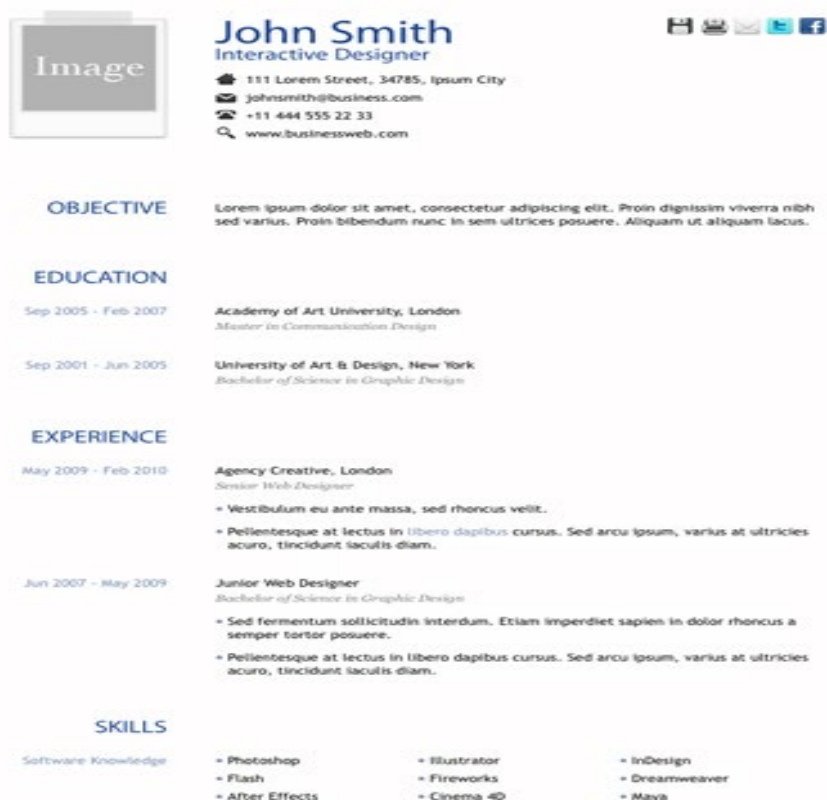 Image
John Smith
Interactive Designer
111 Lorem Street, 34785, Ipsum City
johnsmith@business.com
+11 444 555 22 33
www.businessweb.com
OBJECTIVE
Lorem ipsum dolor sit amet, consectetur adipiscing elit. Proin dignissim viverra nibh
sed varius. Proin bibendum nunc in sem ultrices posuere. Aliquam ut aliquam lacus.
EDUCATION
Sep 2005 - Feb 2007
Academy of Art University, London
Master in Communication Design
Sep 2001 - Jun 2005
University of Art & Design, New York
Bachelor of Science in Graphic Design
EXPERIENCE
May 2009 - Feb 2010
Agency Creative, London
Senior Web Designer
• Vestibulum eu ante massa, sed rhoncus velit.
• Pellentesque at lectus in libero dapibus cursus. Sed arcu ipsum, varius at ultricies
acuro, tincidunt iaculis diam.
Jun 2007 - May 2009
Junior Web Designer
Bachelor of Science in Graphic Design
• Sed fermentum sollicitudin interdum. Etiam imperdiet sapien in dolor rhoncus a
semper tortor posuere.
• Pellentesque at lectus in libero dapibus cursus. Sed arcu ipsum, varius at ultricies
acuro, tincidunt iaculis diam.
SKILLS
Software Knowledge
• Photoshop • Illustrator • InDesign
• Flash • Fireworks • Dreamweaver
• After Effects • Cinema 4D • Maya